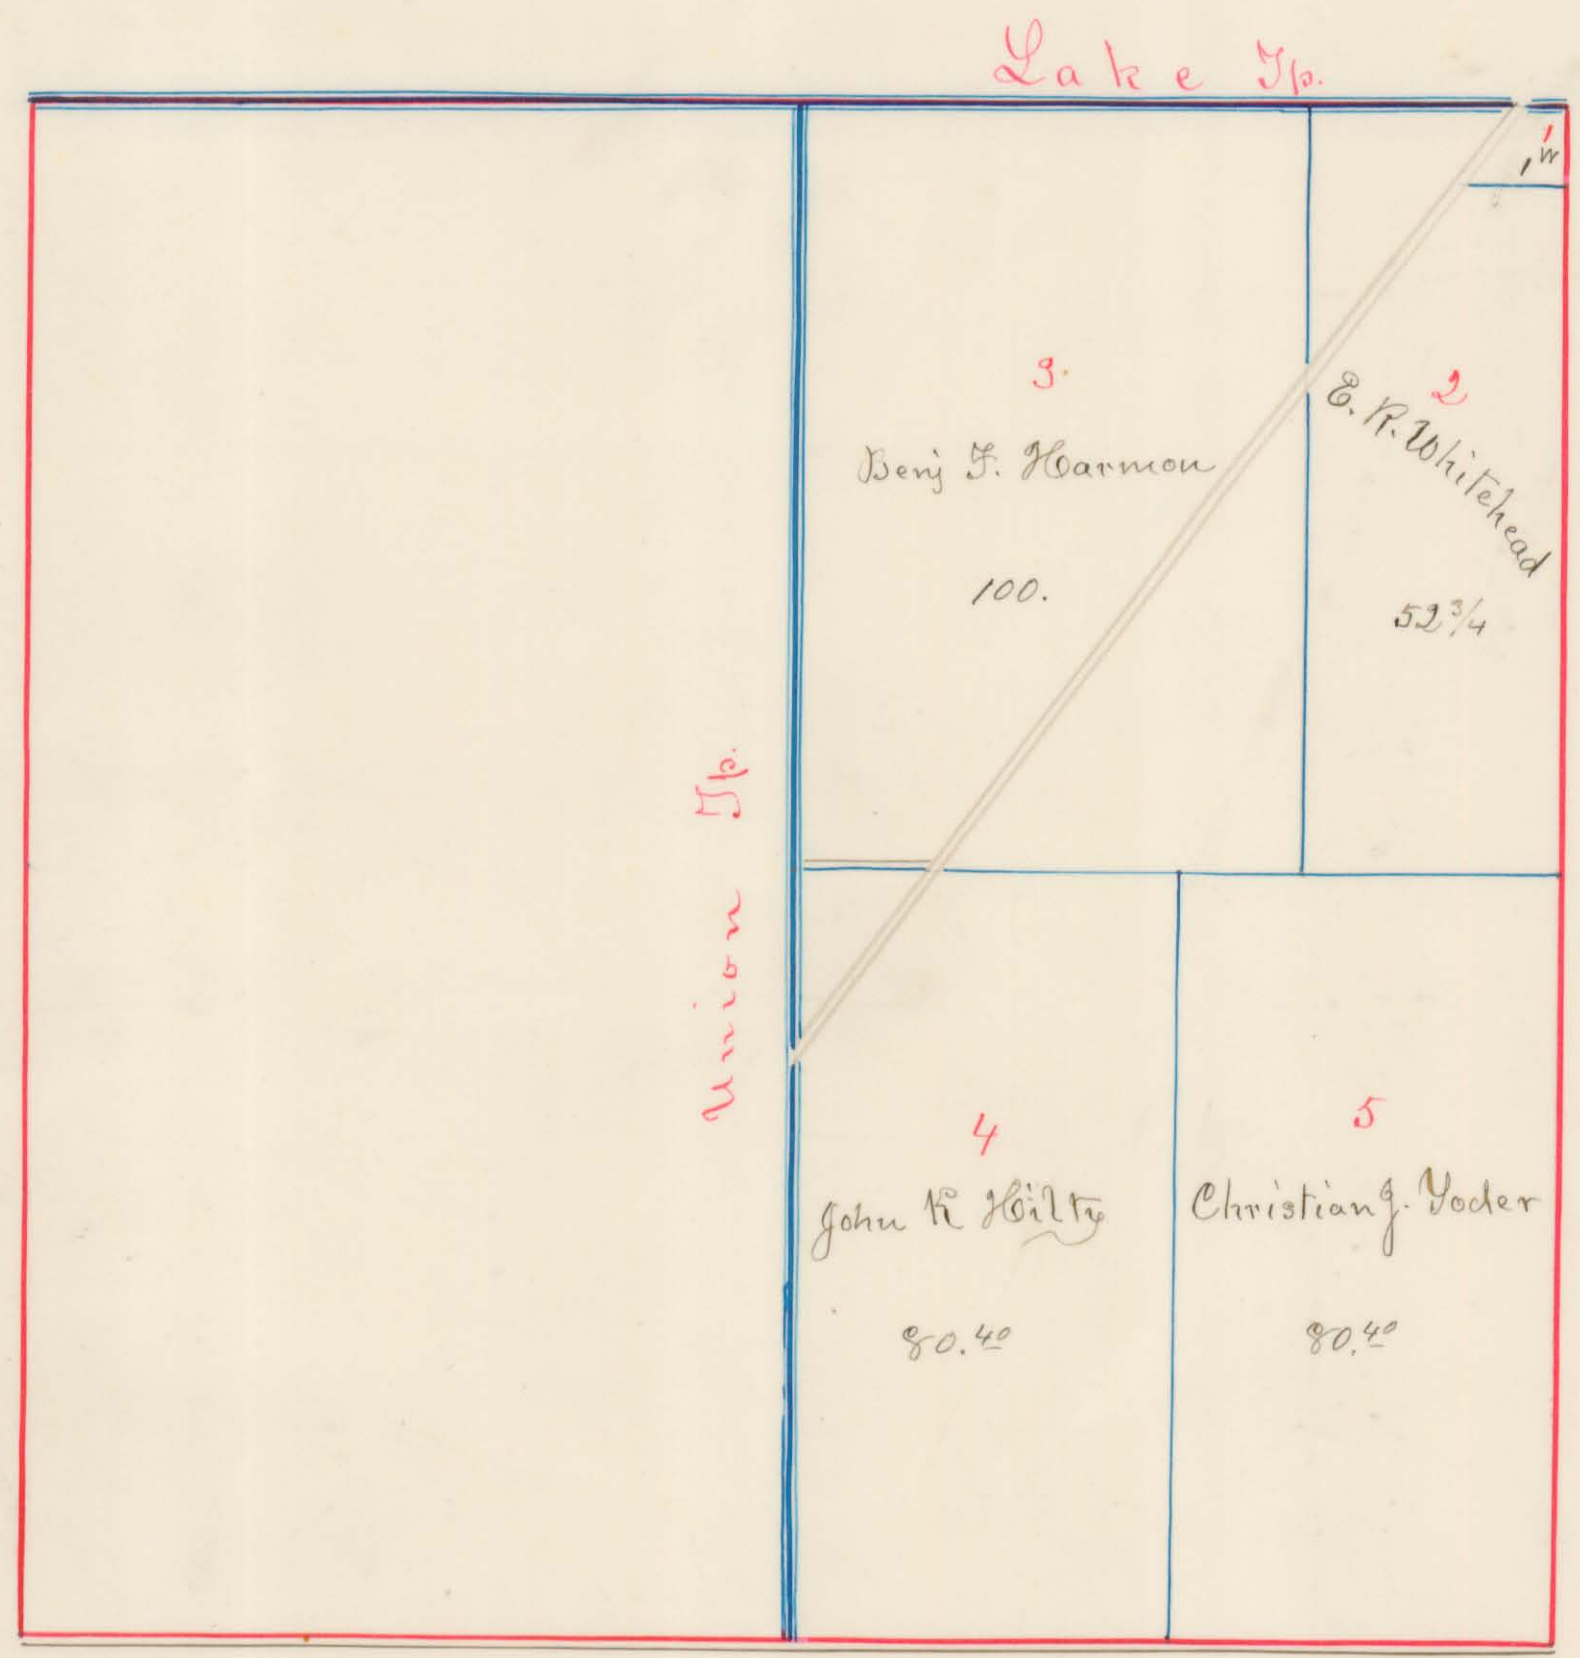 Lake Tp.
1
1 W
3.
Benj F. Harmon
100.
2
E. R. Whitehead
52 3/4
Union Tp.
4
John K Hilty
80.40
5
Christian J. Yoder
80.40